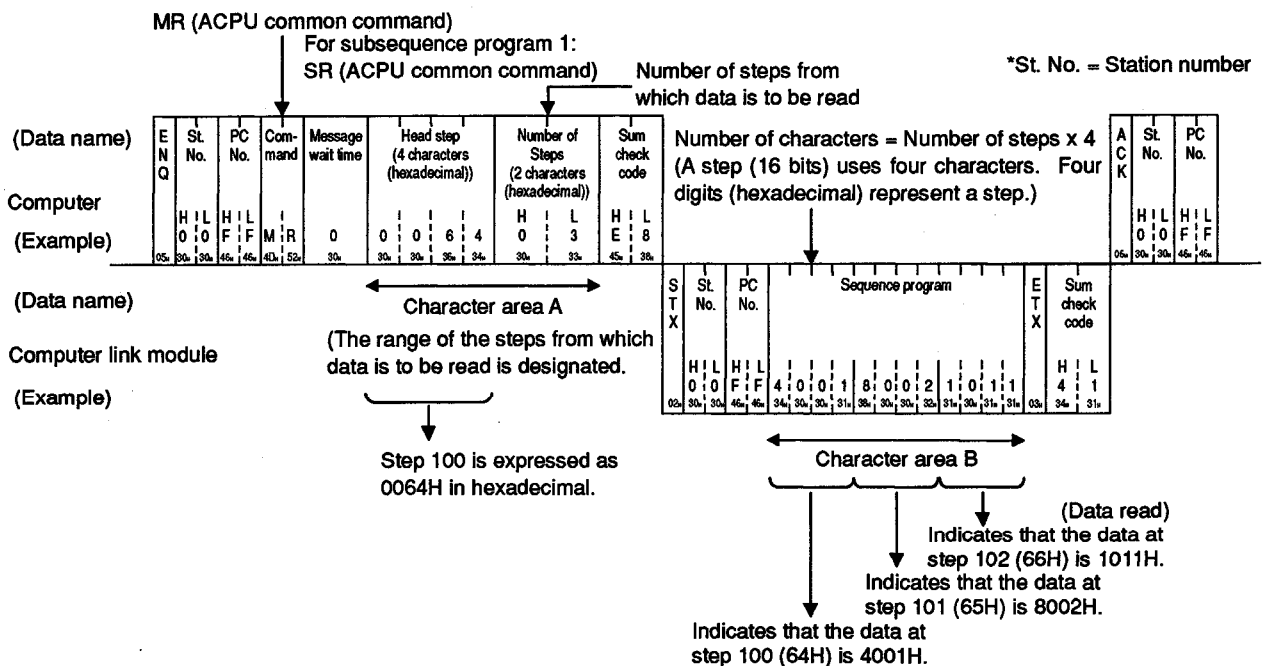 MR (ACPU common command)
For subsequence program 1:
SR (ACPU common command)
Number of steps from
which data is to be read
*St. No. = Station number
(Data name)
E N Q
St. No.
PC No.
Com- mand
Message wait time
Head step (4 characters (hexadecimal))
Number of Steps (2 characters (hexadecimal))
Sum check code
Number of characters = Number of steps x 4
(A step (16 bits) uses four characters. Four
digits (hexadecimal) represent a step.)
A C K
St. No.
PC No.
Computer
H L H L H L H L H L H L
(Example)
0 0 F F M R 0 0 0 6 4 0 3 E 8 0 0 F F
05H 30H 30H 46H 46H 4DH 52H 30H 30H 30H 36H 34H 30H 33H 45H 38H 06H 30H 30H 46H 46H
(Data name)
Character area A
S T X
St. No.
PC No.
Sequence program
E T X
Sum check code
(The range of the steps from which
data is to be read is designated.
Computer link module
H L H L H L
(Example)
0 0 F F 4 0 0 1 8 0 0 2 1 0 1 1 4 1
02H 30H 30H 46H 46H 34H 30H 30H 31H 38H 30H 30H 32H 31H 30H 31H 31H 03H 34H 31H
Step 100 is expressed as
0064H in hexadecimal.
Character area B
(Data read)
Indicates that the data at
step 102 (66H) is 1011H.
Indicates that the data at
step 101 (65H) is 8002H.
Indicates that the data at
step 100 (64H) is 4001H.